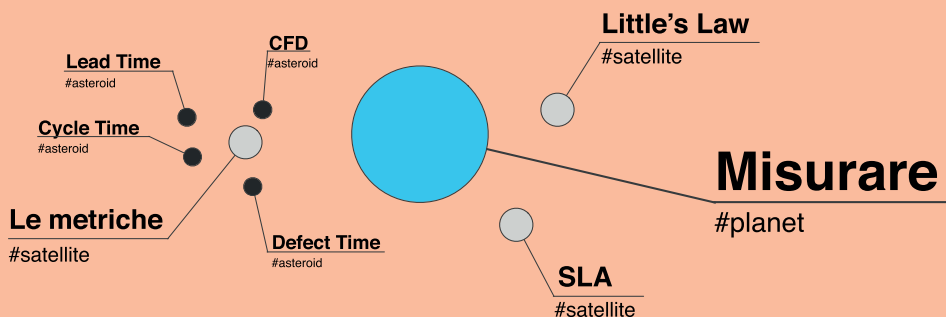 Little's Law
#satellite
CFD
#asteroid
Lead Time
#asteroid
Cycle Time
#asteroid
Misurare
#planet
Le metriche
#satellite
Defect Time
#asteroid
SLA
#satellite